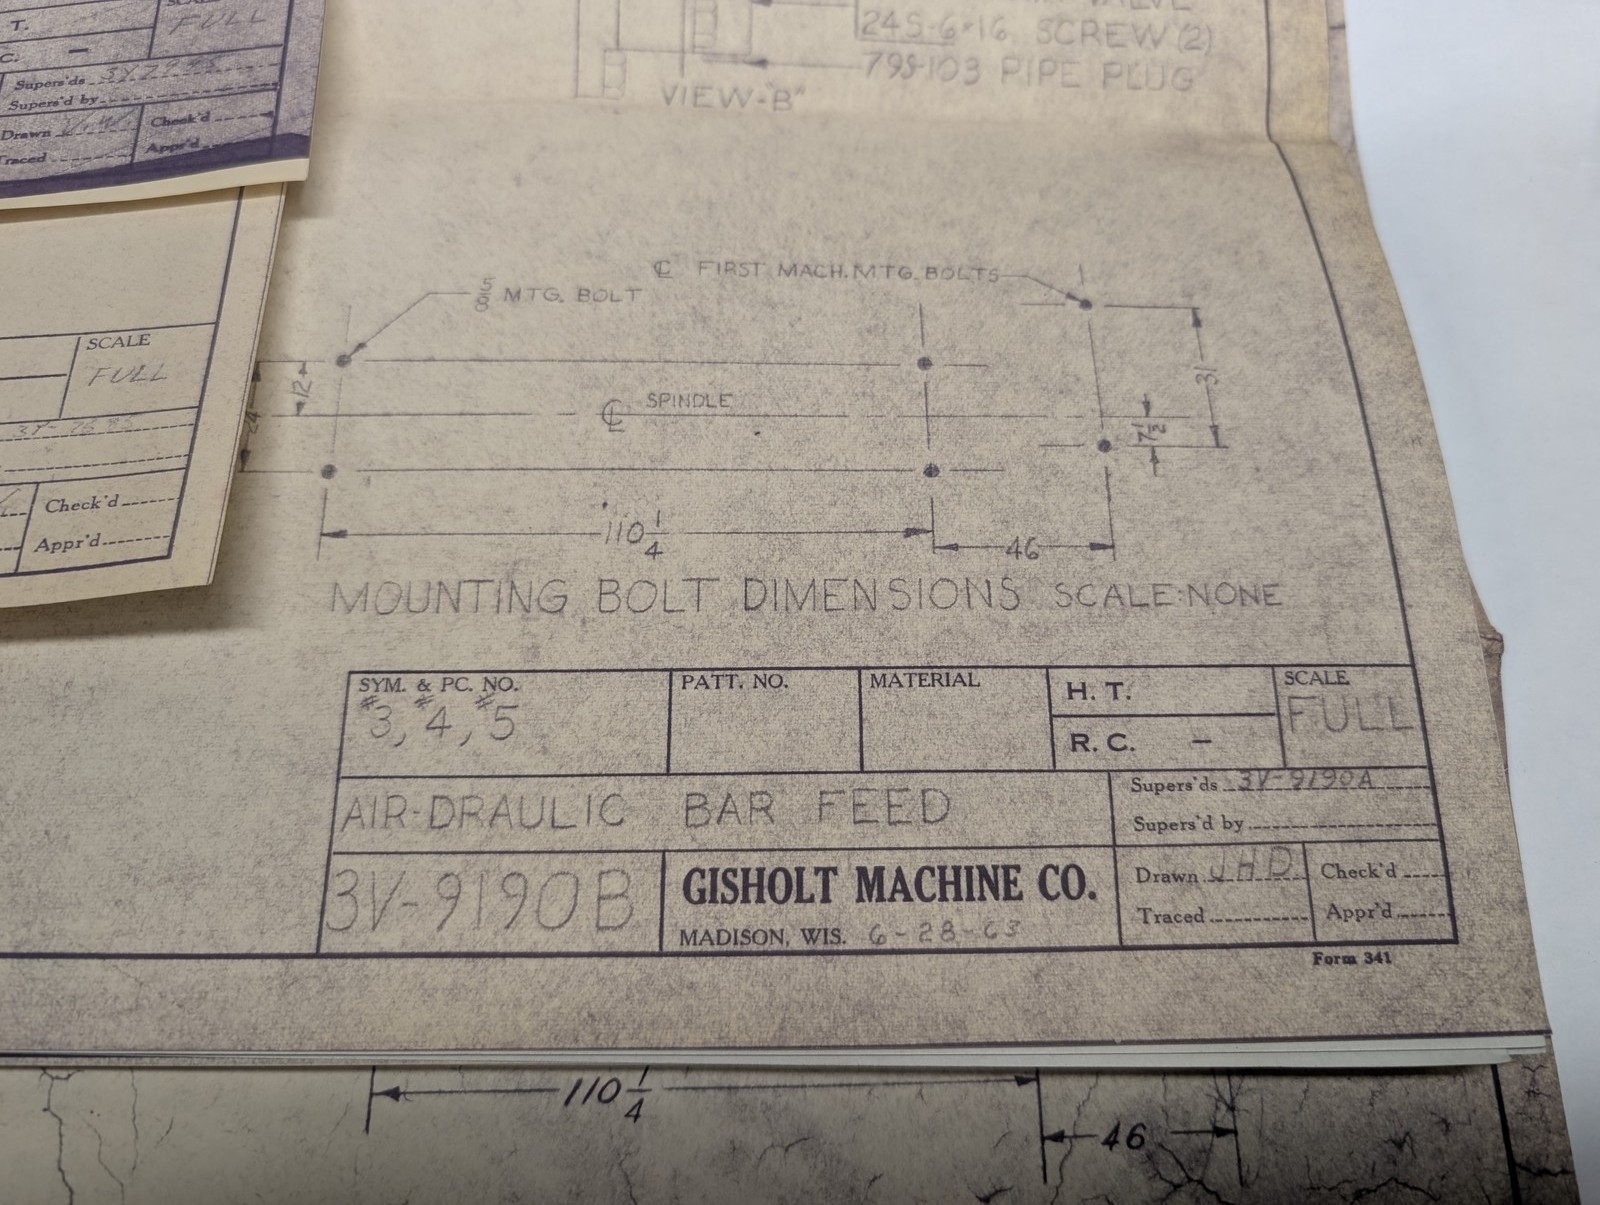 T.
FULL
C. -
Supers'ds
Supers'd by
Drawn
Check'd
Traced
Appr'd
VALVE
24S-6-16 SCREW (2)
79S-103 PIPE PLUG
VIEW-"B"
℄ FIRST MACH. MTG. BOLTS
5/8 MTG. BOLT
SCALE
FULL
12
24
℄ SPINDLE
31
7 1/2
Check'd
Appr'd
110 1/4
46
MOUNTING BOLT DIMENSIONS SCALE:NONE
SYM. & PC. NO.
#3, #4, #5
PATT. NO.
MATERIAL
H. T.
R. C. -
SCALE
FULL
AIR-DRAULIC BAR FEED
Supers'ds 3V-9190A
Supers'd by
3V-9190B
GISHOLT MACHINE CO.
MADISON, WIS. 6-28-63
Drawn JHD
Check'd
Traced
Appr'd
Form 341
110 1/4
46